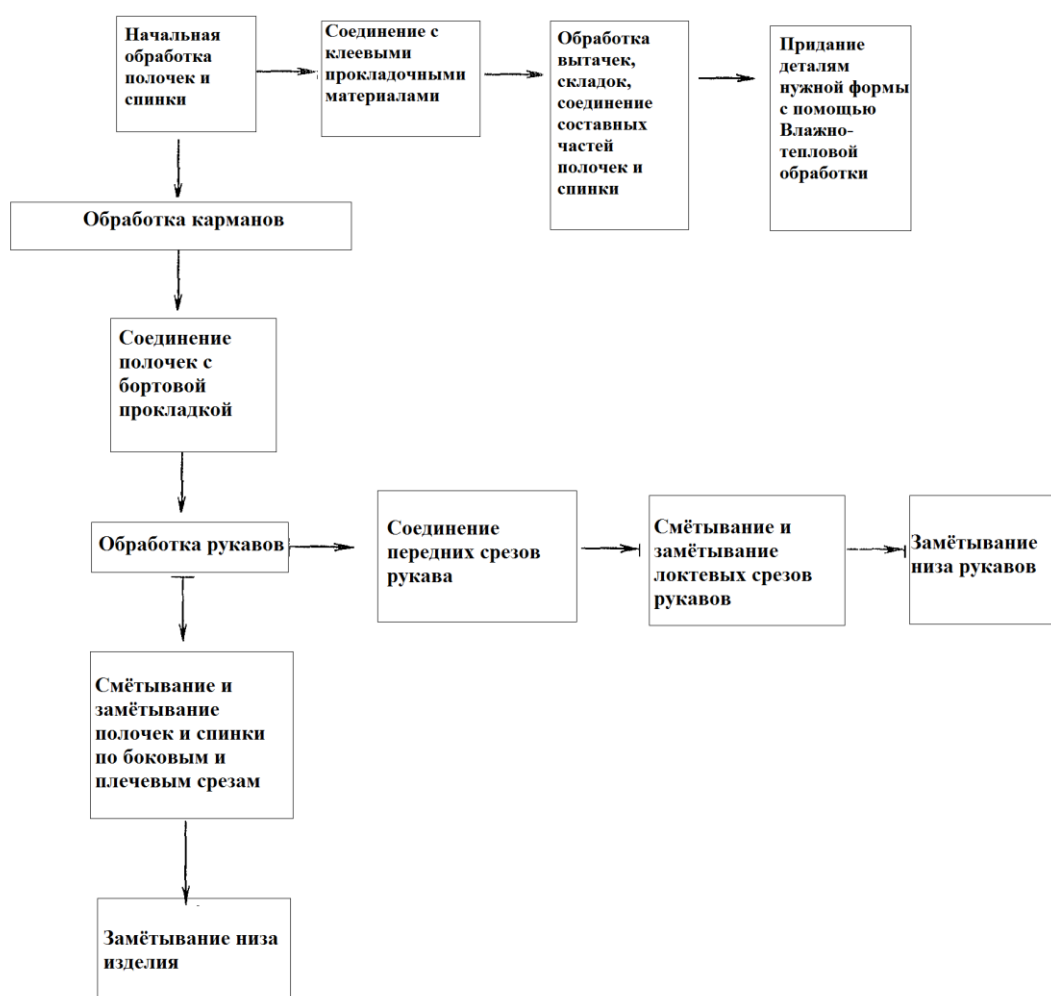 Начальная
обработка
полочек и
спинки
Соединение с
клеевыми
прокладочными
материалами
Обработка
вытачек,
складок,
соединение
составных
частей
полочек и
спинки
Придание
деталям
нужной формы
с помощью
Влажно-
тепловой
обработки
Обработка карманов
Соединение
полочек с
бортовой
прокладкой
Обработка рукавов
Соединение
передних срезов
рукава
Смётывание и
замётывание
локтевых срезов
рукавов
Замётывание
низа рукавов
Смётывание и
замётывание
полочек и спинки
по боковым и
плечевым срезам
Замётывание низа
изделия